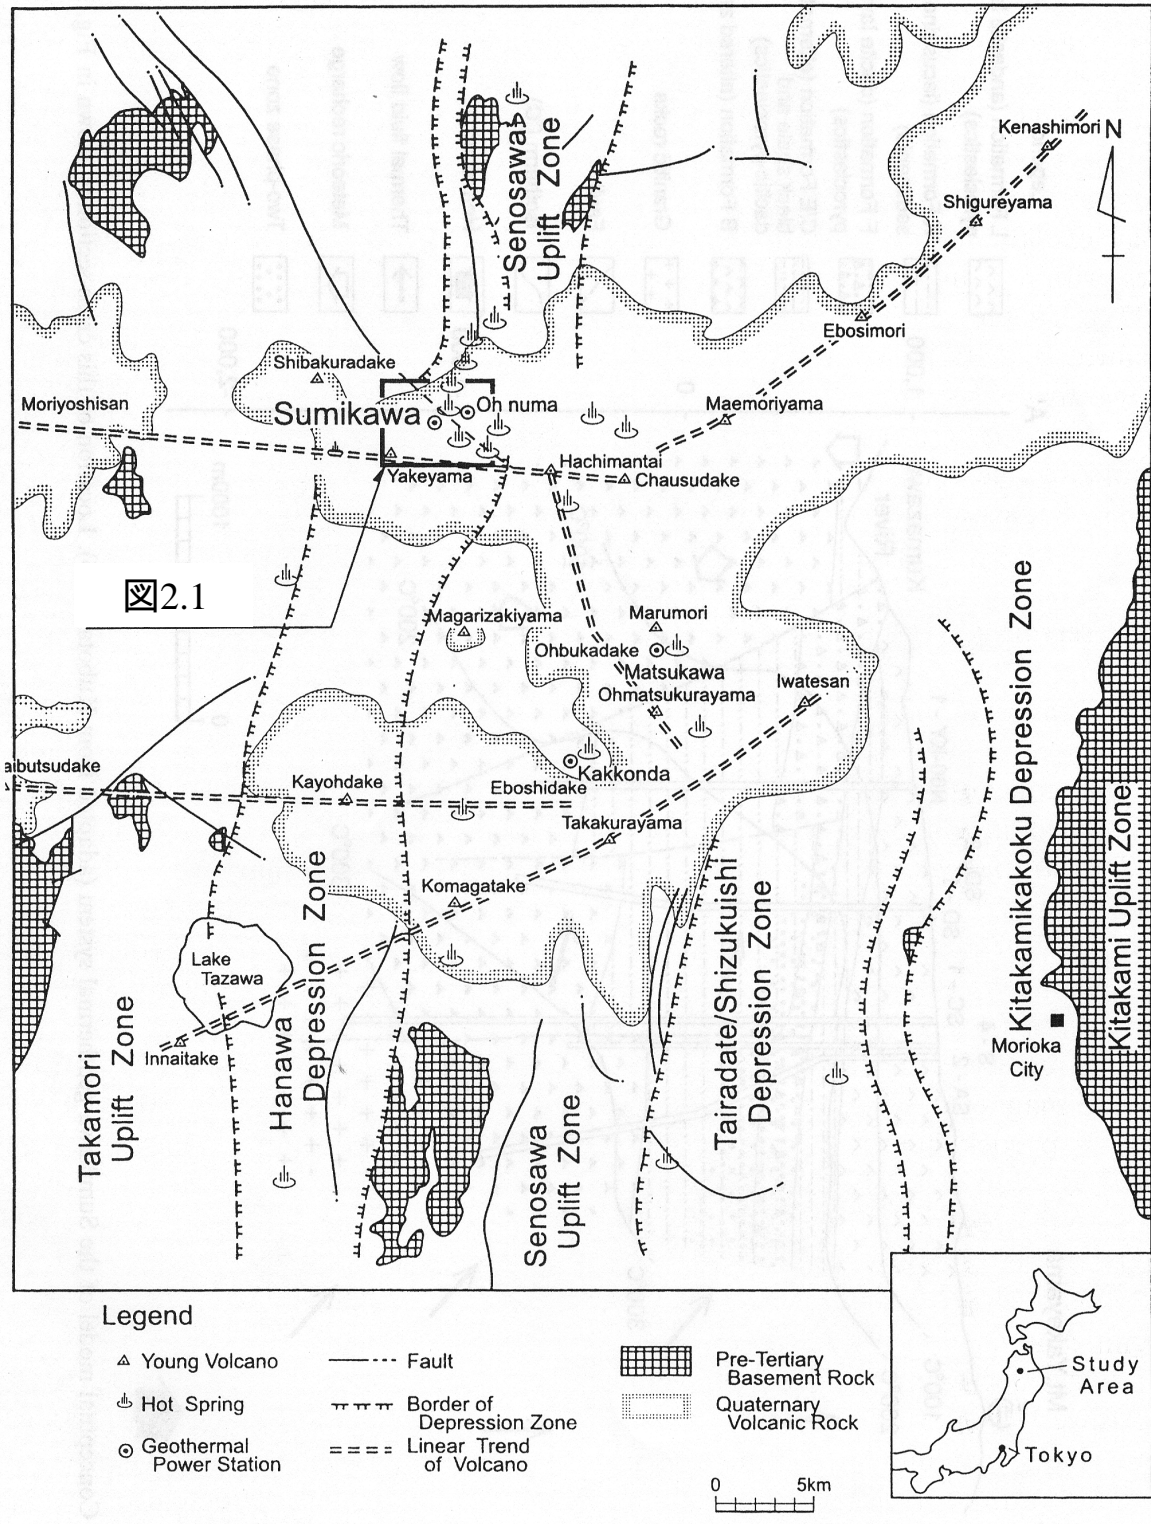 Kenashimori
N
Shigureyama
Senosawa
Uplift Zone
Ebosimori
Shibakuradake
Moriyoshisan
Sumikawa
Oh numa
Maemoriyama
Hachimantai
Yakeyama
Chausudake
図2.1
Magarizakiyama
Marumori
Ohbukadake
Matsukawa
Ohmatsukurayama
Iwatesan
aibutsudake
Kakkonda
Kayohdake
Eboshidake
Takakurayama
Komagatake
Lake
Tazawa
Innaitake
Takamori
Uplift Zone
Hanawa
Depression Zone
Senosawa
Uplift Zone
Tairadate/Shizukuishi
Depression Zone
Kitakamikakoku Depression Zone
Kitakami Uplift Zone
Morioka
City
Legend
Young Volcano
Hot Spring
Geothermal
Power Station
Fault
Border of
Depression Zone
Linear Trend
of Volcano
Pre-Tertiary
Basement Rock
Quaternary
Volcanic Rock
0 5km
Study
Area
Tokyo